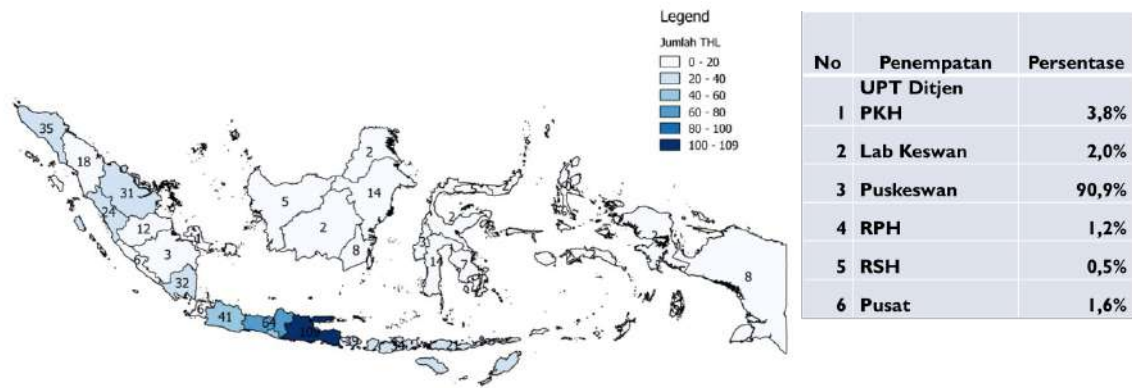 Legend
Jumlah THL
0 - 20
20 - 40
40 - 60
60 - 80
80 - 100
100 - 109
35
18
31
24
12
3
32
41
64
2
14
5
2
8
2
7
8
No Penempatan Persentase
UPT Ditjen
1 PKH 3,8%
2 Lab Keswan 2,0%
3 Puskeswan 90,9%
4 RPH 1,2%
5 RSH 0,5%
6 Pusat 1,6%